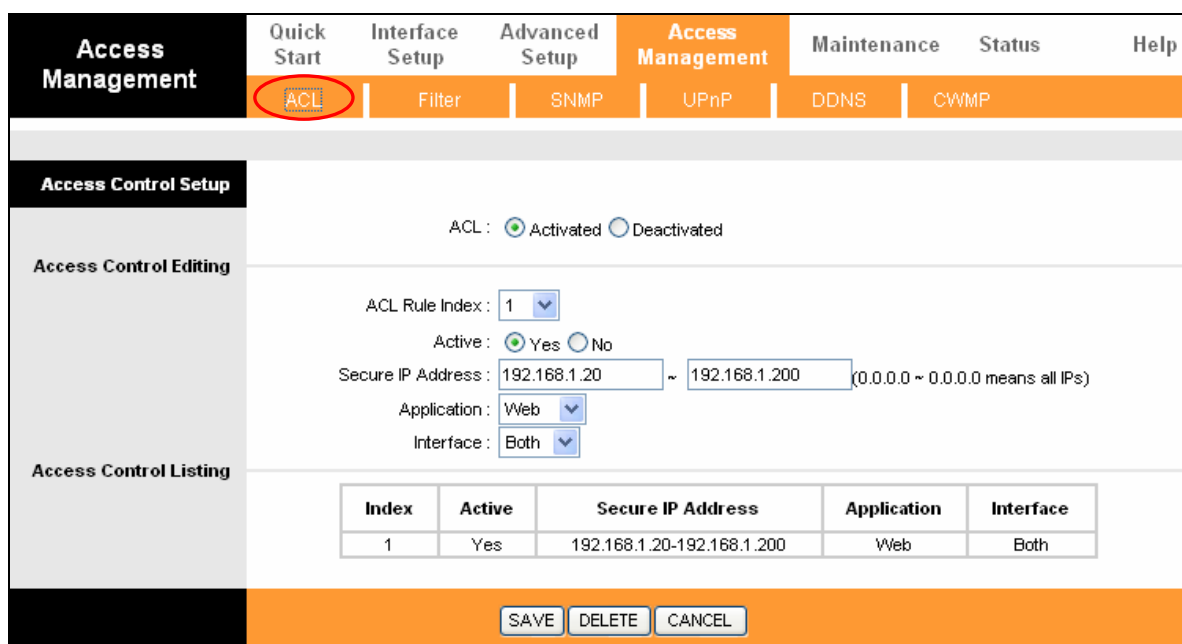 Access Management
Quick Start
Interface Setup
Advanced Setup
Access Management
Maintenance
Status
Help
ACL
Filter
SNMP
UPnP
DDNS
CWMP
Access Control Setup
ACL : Activated Deactivated
Access Control Editing
ACL Rule Index : 1
Active : Yes No
Secure IP Address : 192.168.1.20 ~ 192.168.1.200 (0.0.0.0 ~ 0.0.0.0 means all IPs)
Application : Web
Interface : Both
Access Control Listing
Index Active Secure IP Address Application Interface
1 Yes 192.168.1.20-192.168.1.200 Web Both
SAVE DELETE CANCEL